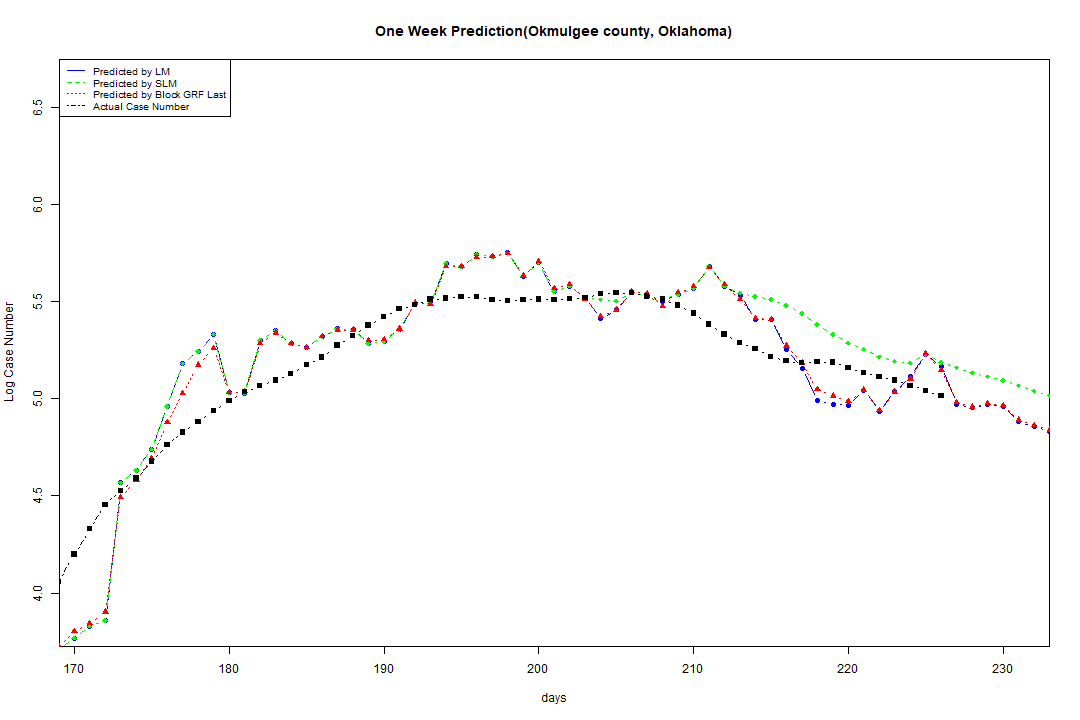 One Week Prediction(Okmulgee county, Oklahoma)
Predicted by LM
Predicted by SLM
Predicted by Block GRF Last
Actual Case Number
Log Case Number
6.5
6.0
5.5
5.0
4.5
4.0
170 180 190 200 210 220 230
days